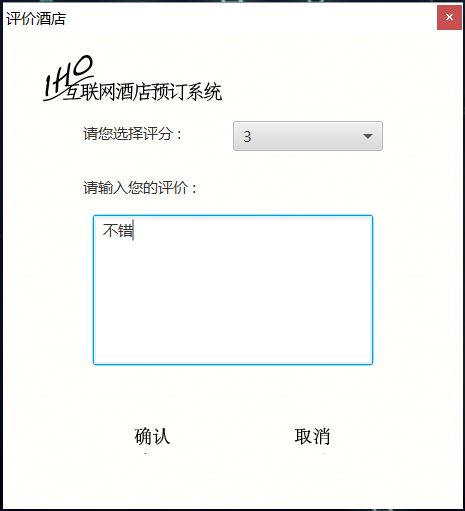 评价酒店
IHO
互联网酒店预订系统
请您选择评分：
3
请输入您的评价：
不错
确认
取消